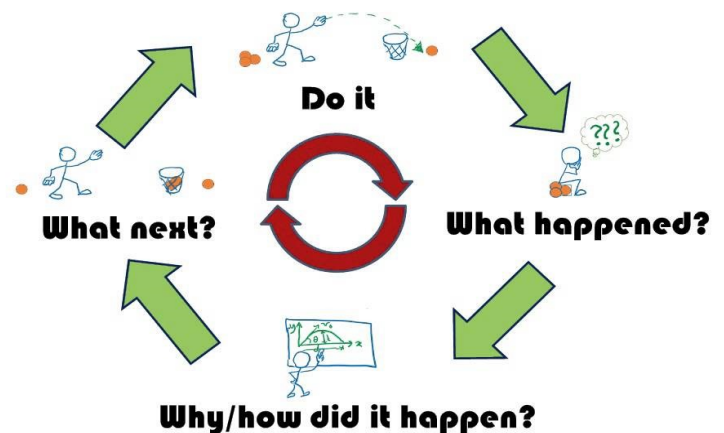 Do it
???
What happened?
Why/how did it happen?
What next?
y
θ
x